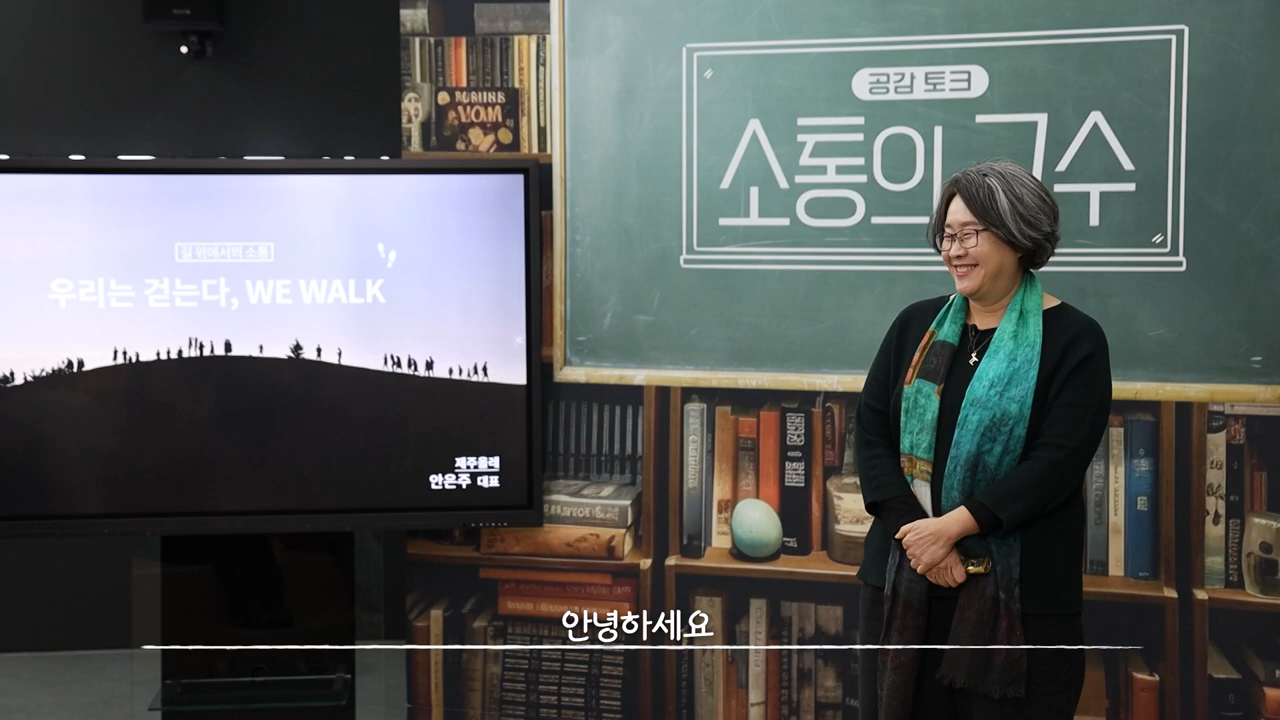 공감 토크
소통의 고수
길 위에서의 소통
우리는 걷는다, WE WALK
제주올레
안은주 대표
안녕하세요